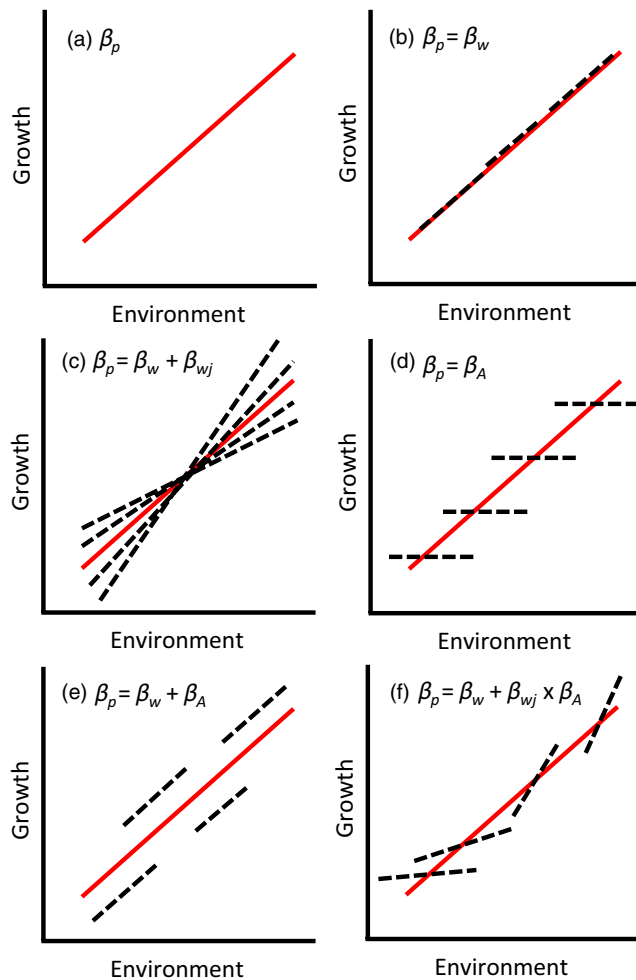 (a) βp
Growth
Environment
(b) βp = βw
Growth
Environment
(c) βp = βw + βwj
Growth
Environment
(d) βp = βA
Growth
Environment
(e) βp = βw + βA
Growth
Environment
(f) βp = βw + βwj x βA
Growth
Environment